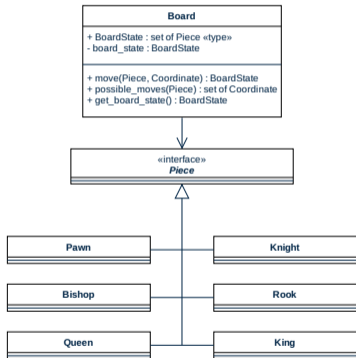 Board
+ BoardState : set of Piece «type»
- board_state : BoardState
+ move(Piece, Coordinate) : BoardState
+ possible_moves(Piece) : set of Coordinate
+ get_board_state() : BoardState
«interface»
Piece
Pawn
Knight
Bishop
Rook
Queen
King